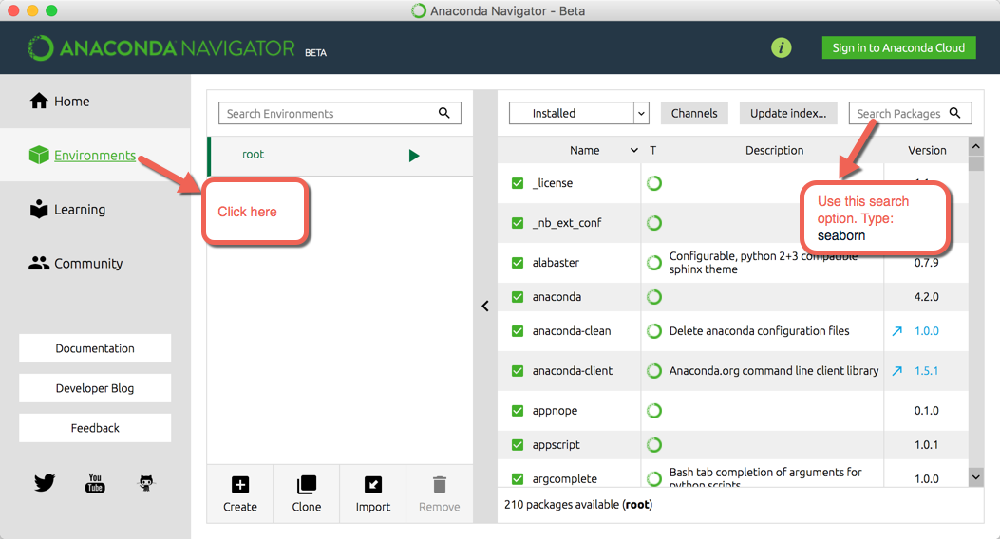 Anaconda Navigator - Beta
ANACONDA NAVIGATOR BETA
i
Sign in to Anaconda Cloud
Home
Environments
Learning
Community
Documentation
Developer Blog
Feedback
You
Tube
Search Environments
root
Click here
Create
Clone
Import
Remove
Installed
Channels
Update index...
Search Packages
Name T Description Version
_license
_nb_ext_conf
Use this search
option. Type:
seaborn
alabaster Configurable, python 2+3 compatible
sphinx theme 0.7.9
anaconda 4.2.0
anaconda-clean Delete anaconda configuration files 1.0.0
anaconda-client Anaconda.org command line client library 1.5.1
appnope 0.1.0
appscript 1.0.1
argcomplete Bash tab completion of arguments for
python scripts 1.0.0
210 packages available (root)